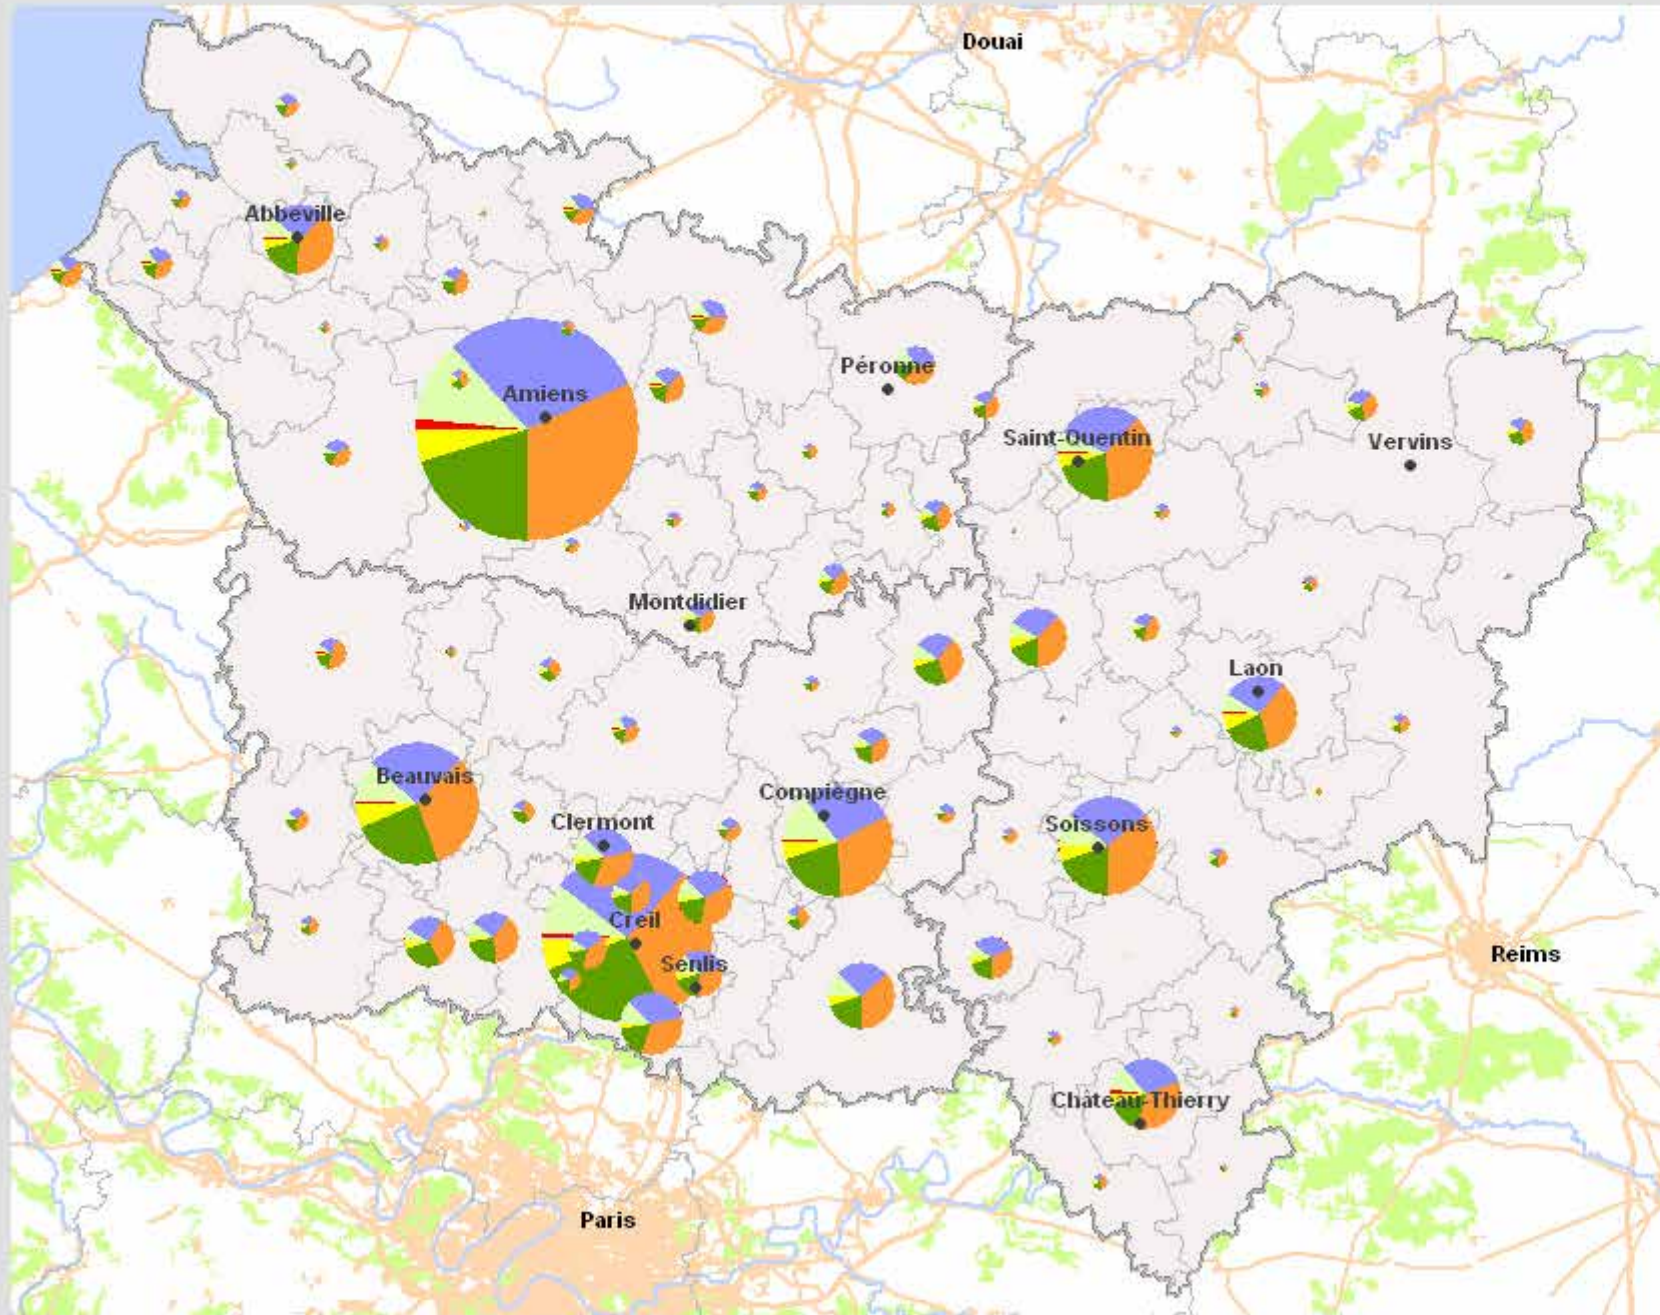 Douai
Abbeville
Péronne
Amiens
Saint-Quentin
Vervins
Montdidier
Laon
Beauvais
Compiègne
Clermont
Soissons
Creil
Senlis
Reims
Château-Thierry
Paris